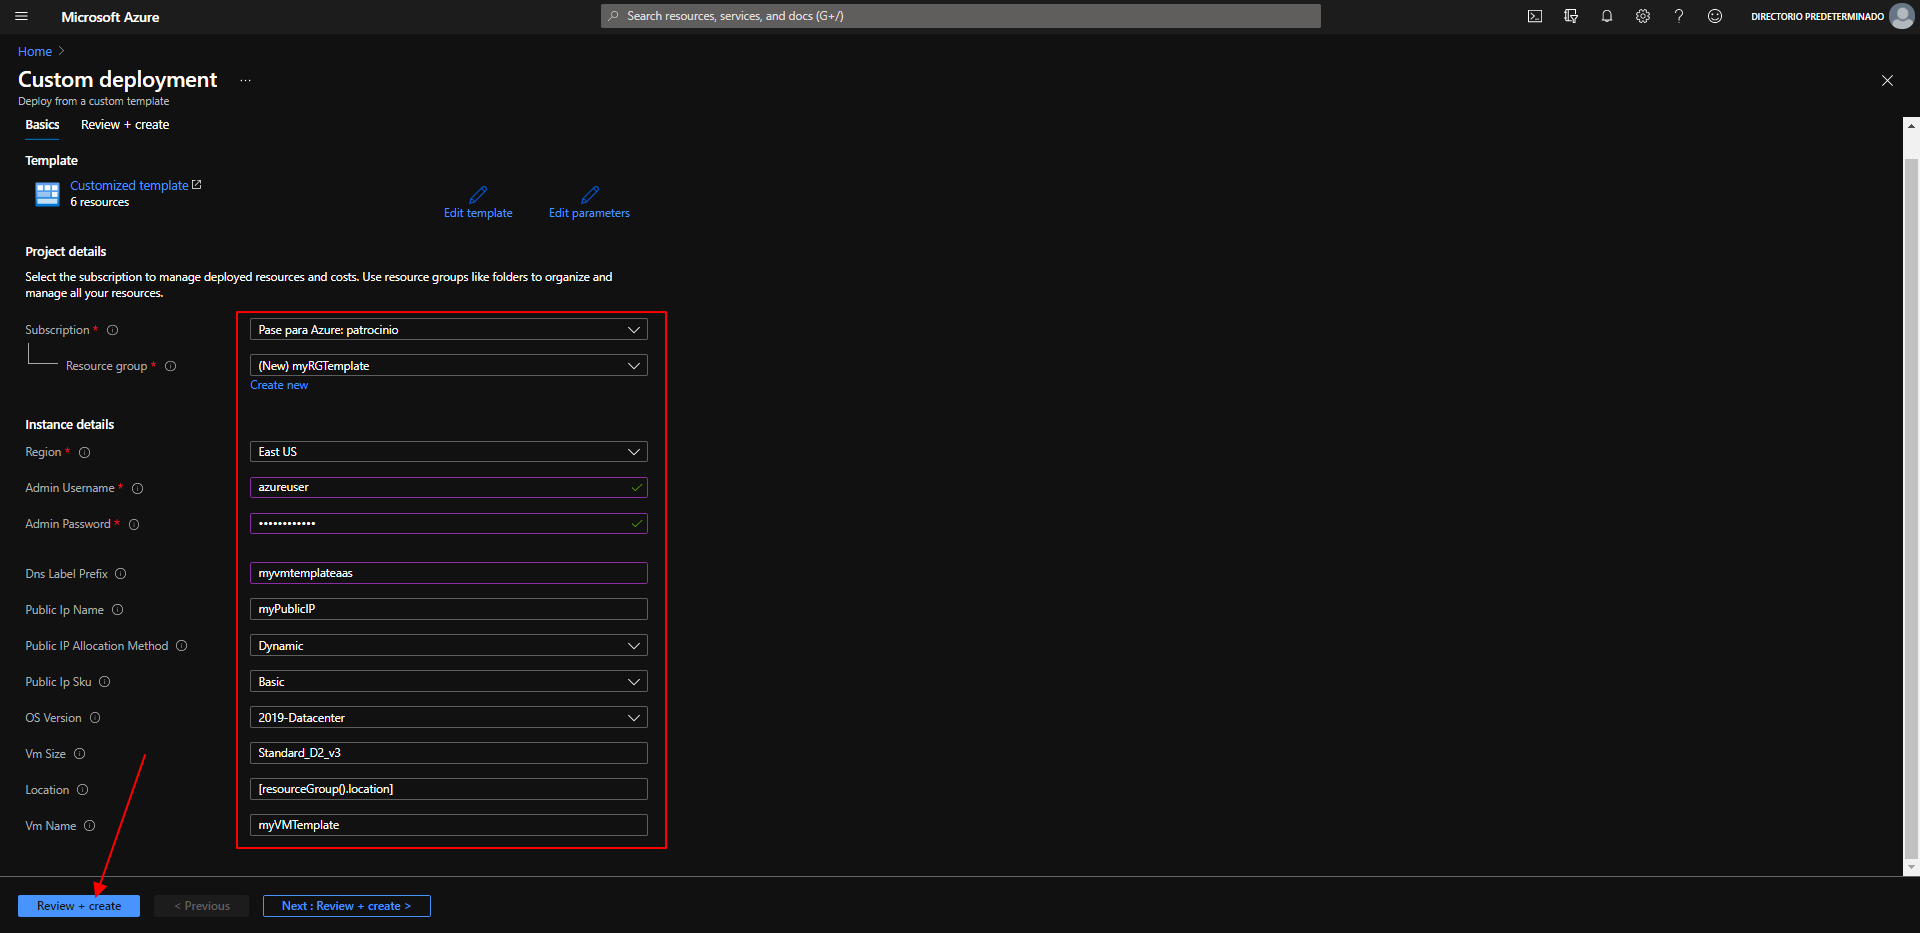 Microsoft Azure
Search resources, services, and docs (G+/)
DIRECTORIO PREDETERMINADO
Home >
Custom deployment ...
Deploy from a custom template
Basics Review + create
Template
Customized template
6 resources
Edit template
Edit parameters
Project details
Select the subscription to manage deployed resources and costs. Use resource groups like folders to organize and
manage all your resources.
Subscription * Pase para Azure: patrocinio
Resource group * (New) myRGTemplate
Create new
Instance details
Region * East US
Admin Username * azureuser
Admin Password * ••••••••••••
Dns Label Prefix myvmtemplateaas
Public Ip Name myPublicIP
Public IP Allocation Method Dynamic
Public Ip Sku Basic
OS Version 2019-Datacenter
Vm Size Standard_D2_v3
Location [resourceGroup().location]
Vm Name myVMTemplate
Review + create
< Previous
Next : Review + create >